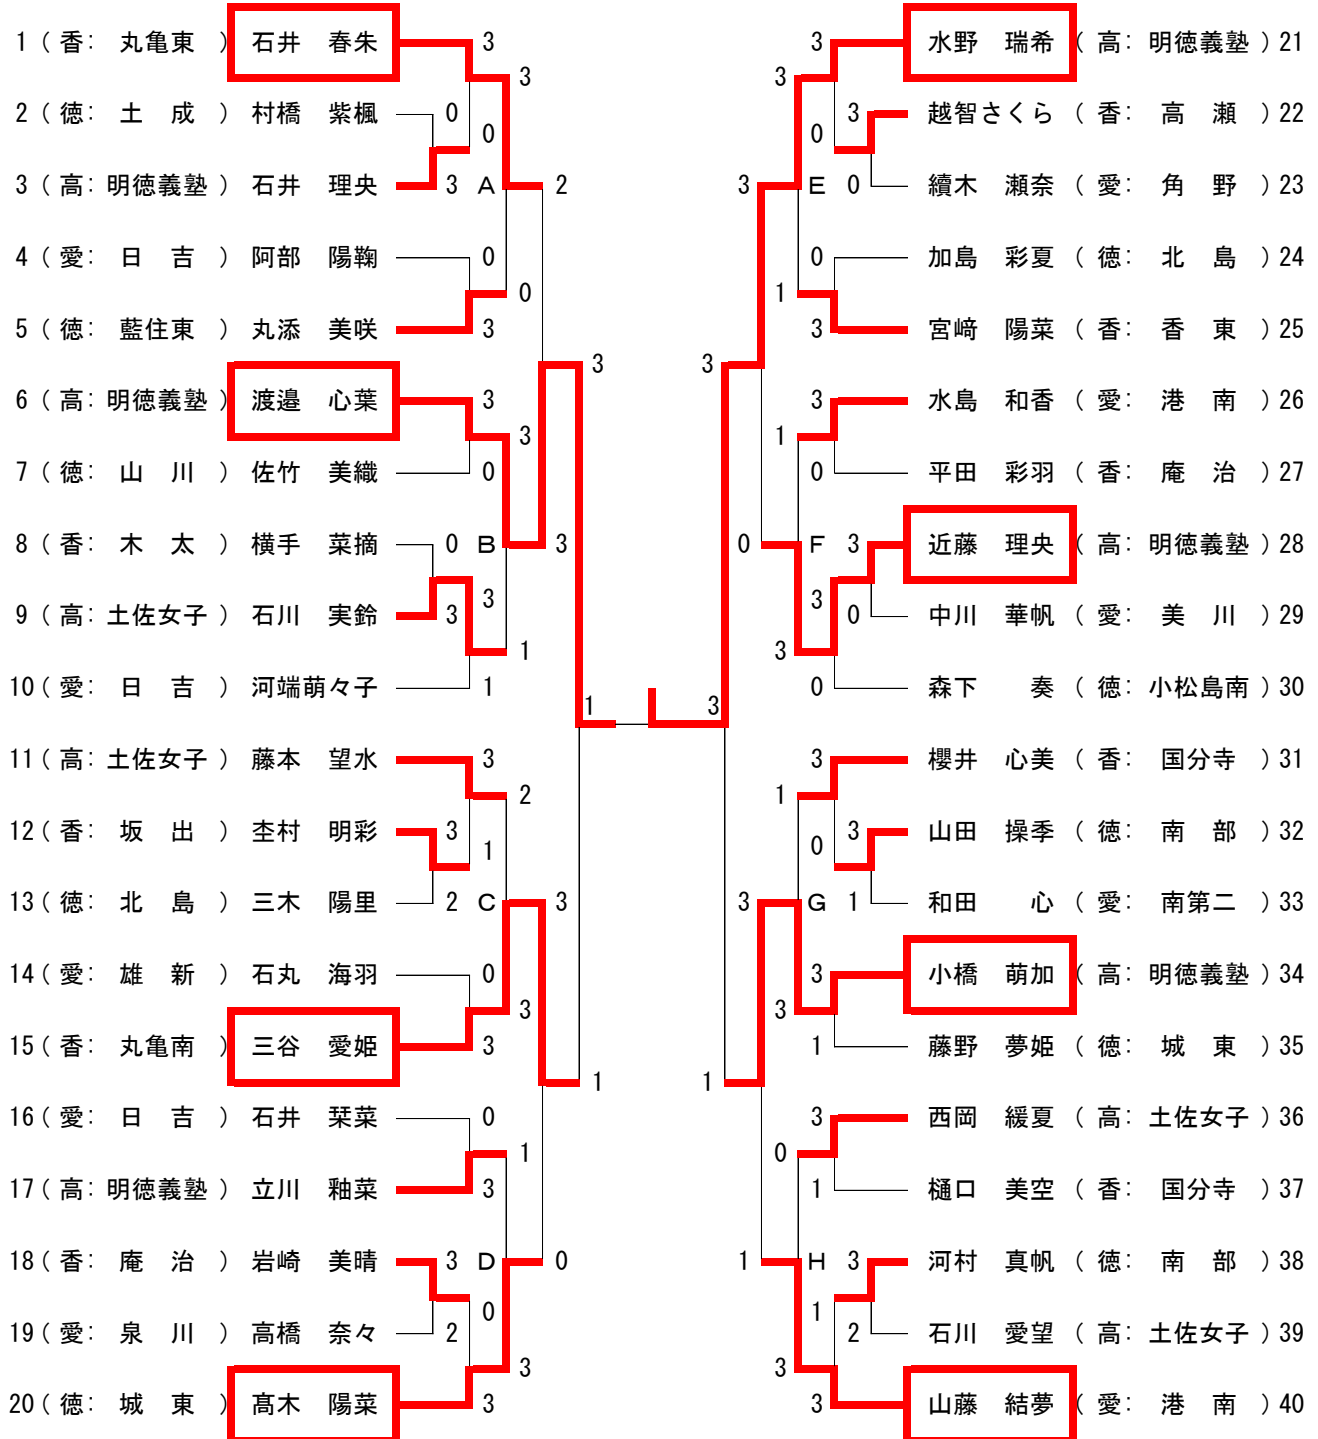 1 ( 香: 丸亀東 ) 石井 春朱 3 3 水野 瑞希 ( 高: 明徳義塾 ) 21
3 3
2 ( 徳: 土 成 ) 村橋 紫楓 0 3 越智さくら ( 香: 高 瀬 ) 22
0 0
3 ( 高: 明徳義塾 ) 石井 理央 3 A 2 3 E 0 續木 瀬奈 ( 愛: 角 野 ) 23
4 ( 愛: 日 吉 ) 阿部 陽鞠 0 0 加島 彩夏 ( 徳: 北 島 ) 24
0 1
5 ( 徳: 藍住東 ) 丸添 美咲 3 3 宮﨑 陽菜 ( 香: 香 東 ) 25
3 3
6 ( 高: 明徳義塾 ) 渡邉 心葉 3 3 水島 和香 ( 愛: 港 南 ) 26
3 1
7 ( 徳: 山 川 ) 佐竹 美織 0 0 平田 彩羽 ( 香: 庵 治 ) 27
8 ( 香: 木 太 ) 横手 菜摘 0 B 3 0 F 3 近藤 理央 ( 高: 明徳義塾 ) 28
3 3
9 ( 高: 土佐女子 ) 石川 実鈴 3 0 中川 華帆 ( 愛: 美 川 ) 29
1 3
10 ( 愛: 日 吉 ) 河端萌々子 1 0 森下 奏 ( 徳: 小松島南 ) 30
1 3
11 ( 高: 土佐女子 ) 藤本 望水 3 3 櫻井 心美 ( 香: 国分寺 ) 31
2 1
12 ( 香: 坂 出 ) 杢村 明彩 3 3 山田 操季 ( 徳: 南 部 ) 32
1 0
13 ( 徳: 北 島 ) 三木 陽里 2 C 3 3 G 1 和田 心 ( 愛: 南第二 ) 33
14 ( 愛: 雄 新 ) 石丸 海羽 0 3 小橋 萌加 ( 高: 明徳義塾 ) 34
3 3
15 ( 香: 丸亀南 ) 三谷 愛姫 3 1 藤野 夢姫 ( 徳: 城 東 ) 35
1 1
16 ( 愛: 日 吉 ) 石井 栞菜 0 3 西岡 緩夏 ( 高: 土佐女子 ) 36
1 0
17 ( 高: 明徳義塾 ) 立川 釉菜 3 1 樋口 美空 ( 香: 国分寺 ) 37
18 ( 香: 庵 治 ) 岩崎 美晴 3 D 0 1 H 3 河村 真帆 ( 徳: 南 部 ) 38
0 1
19 ( 愛: 泉 川 ) 高橋 奈々 2 2 石川 愛望 ( 高: 土佐女子 ) 39
3 3
20 ( 徳: 城 東 ) 髙木 陽菜 3 3 山藤 結夢 ( 愛: 港 南 ) 40